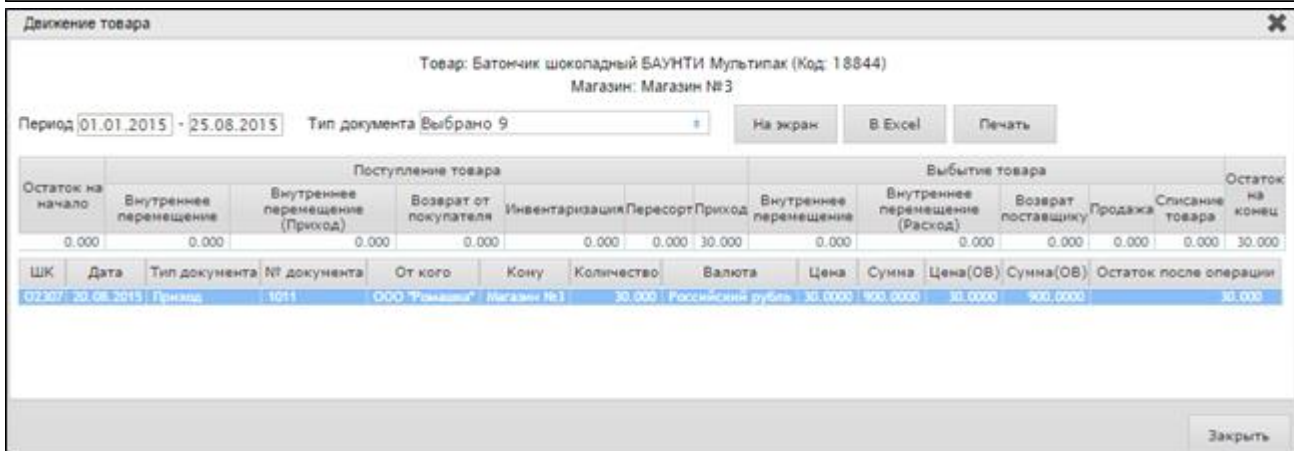 Движение товара
Товар: Батончик шоколадный БАУНТИ Мультипак (Код: 18844)
Магазин: Магазин №3
Период 01.01.2015 - 25.08.2015 Тип документа Выбрано 9 На экран В Excel Печать
Остаток на начало Поступление товара Выбытие товара Остаток на конец
Внутреннее перемещение Внутреннее перемещение (Приход) Возврат от покупателя Инвентаризация Пересорт Приход Внутреннее перемещение Внутреннее перемещение (Расход) Возврат поставщику Продажа Списание товара
0.000 0.000 0.000 0.000 0.000 0.000 30.000 0.000 0.000 0.000 0.000 0.000 30.000
ШК Дата Тип документа № документа От кого Кому Количество Валюта Цена Сумма Цена(ОВ) Сумма(ОВ) Остаток после операции
02307 20.08.2015 Приход 1011 ООО "Ромашка" Магазин №3 30.000 Российский рубль 30.0000 900.0000 30.0000 900.0000 30.000
Закрыть